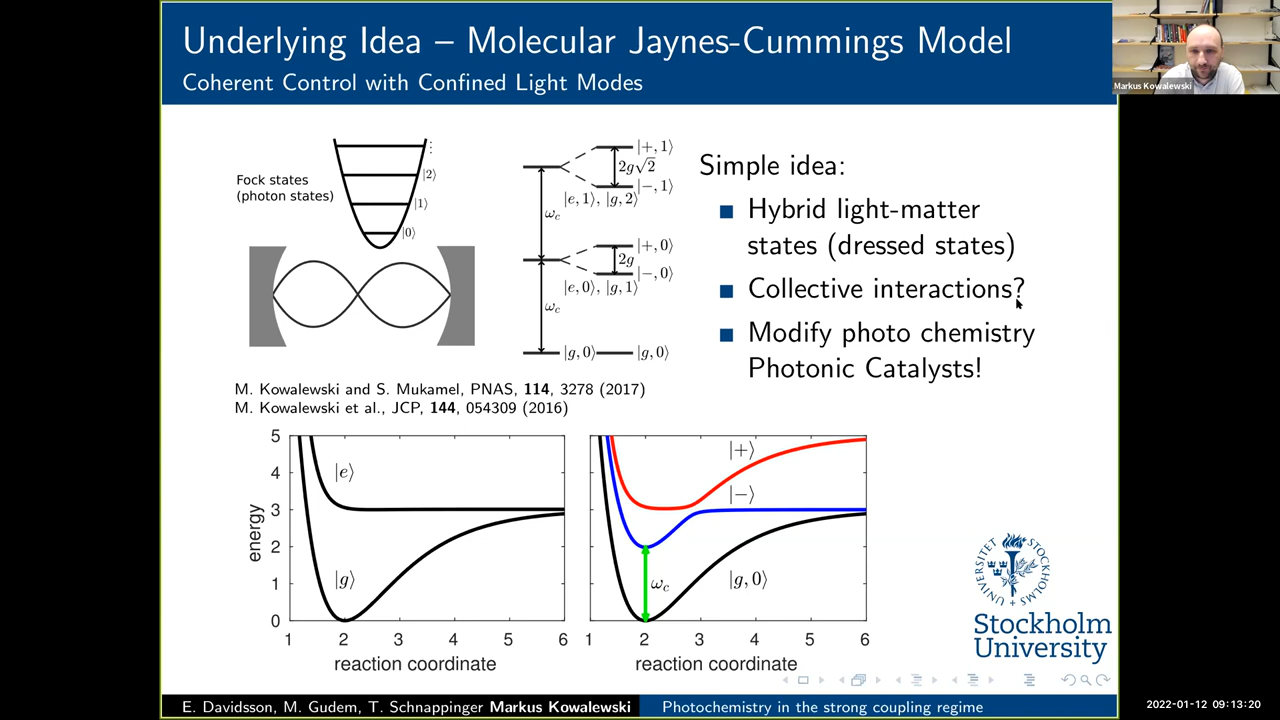 Underlying Idea – Molecular Jaynes-Cummings Model
Coherent Control with Confined Light Modes
Markus Kowalewski
Fock states
(photon states)
⋮
|2⟩
|1⟩
|0⟩
|+,1⟩
2g√2
|−,1⟩
|e,1⟩, |g,2⟩
ω_c
|+,0⟩
2g
|−,0⟩
|e,0⟩, |g,1⟩
ω_c
|g,0⟩
|g,0⟩
Simple idea:
Hybrid light-matter
states (dressed states)
Collective interactions?
Modify photo chemistry
Photonic Catalysts!
M. Kowalewski and S. Mukamel, PNAS, 114, 3278 (2017)
M. Kowalewski et al., JCP, 144, 054309 (2016)
energy
5
4
3
2
1
0
|e⟩
|g⟩
1 2 3 4 5 6
reaction coordinate
|+⟩
|−⟩
ω_c
|g,0⟩
1 2 3 4 5 6
reaction coordinate
STOCKHOLMS UNIVERSITET
Stockholm
University
E. Davidsson, M. Gudem, T. Schnappinger Markus Kowalewski
Photochemistry in the strong coupling regime
2022-01-12 09:13:20